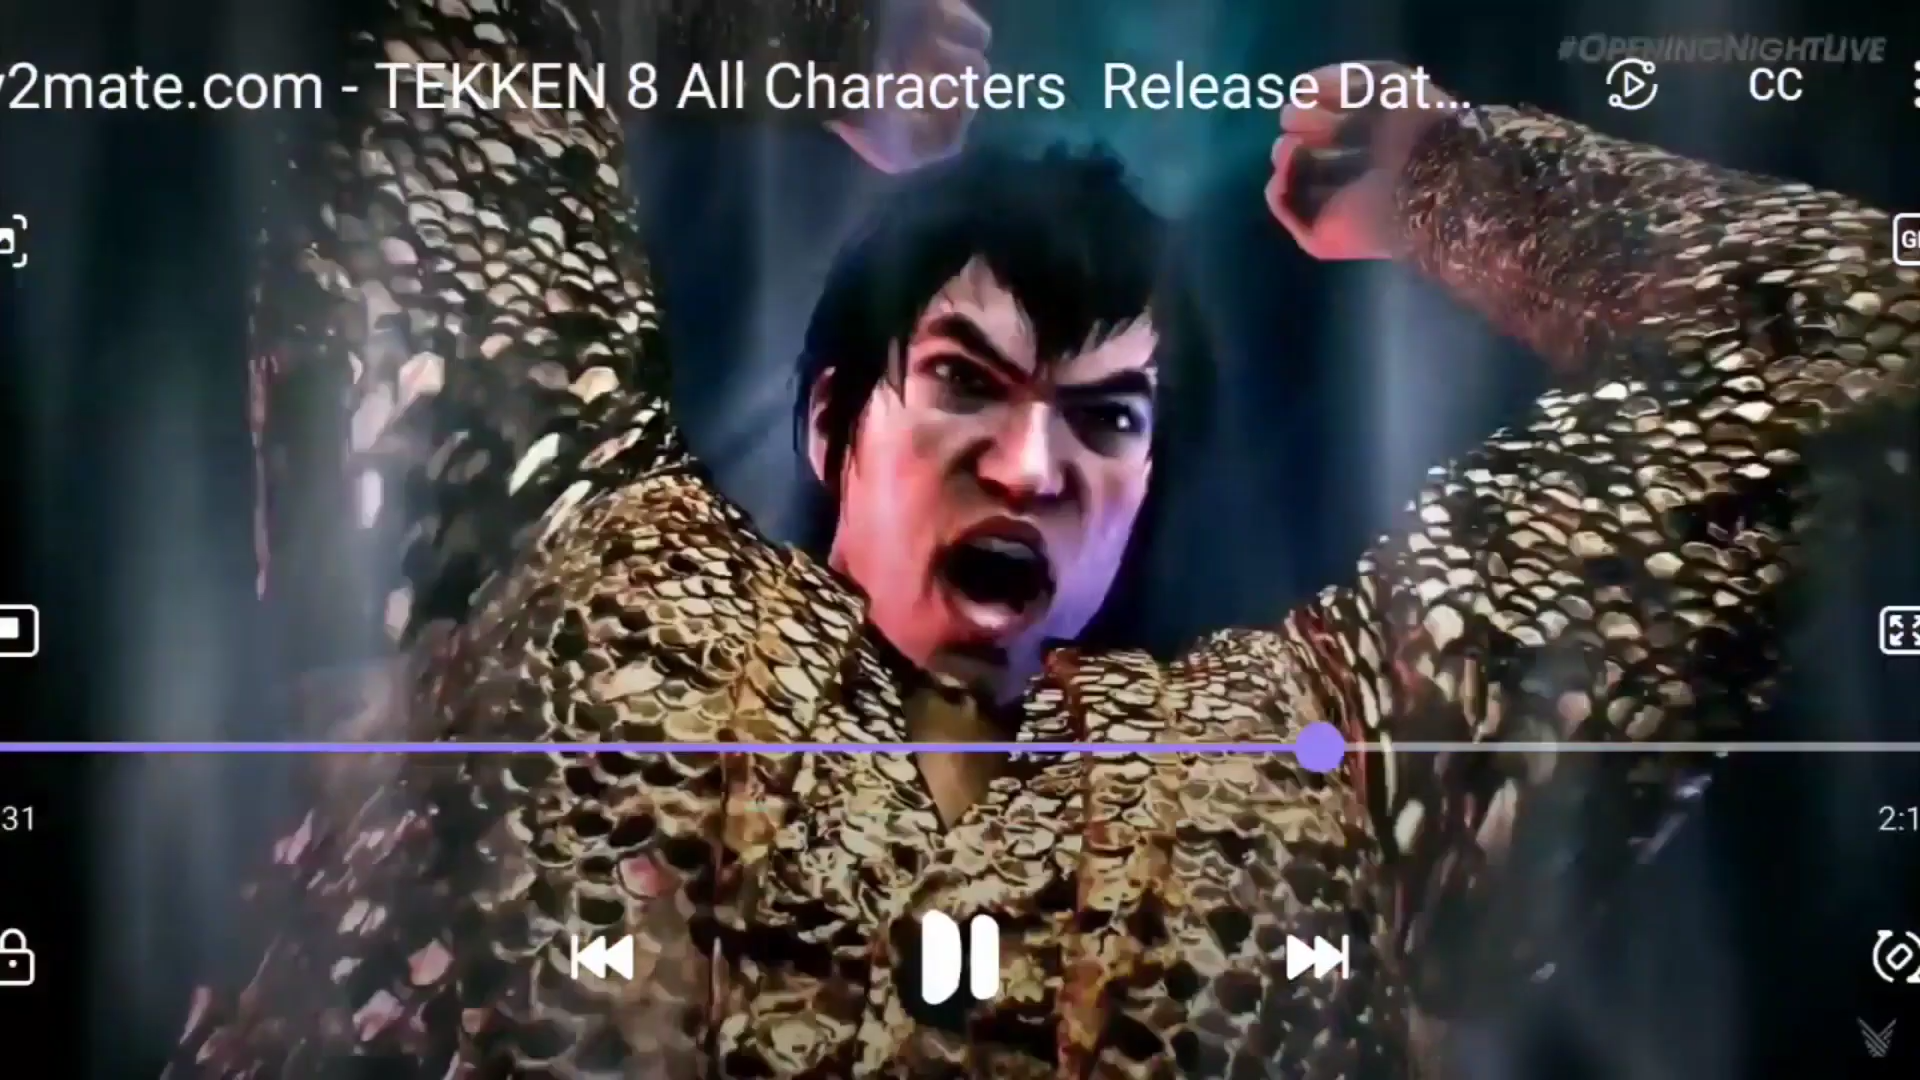 #OPENINGNIGHTLIVE
y2mate.com - TEKKEN 8 All Characters Release Dat...
CC
31
2:1